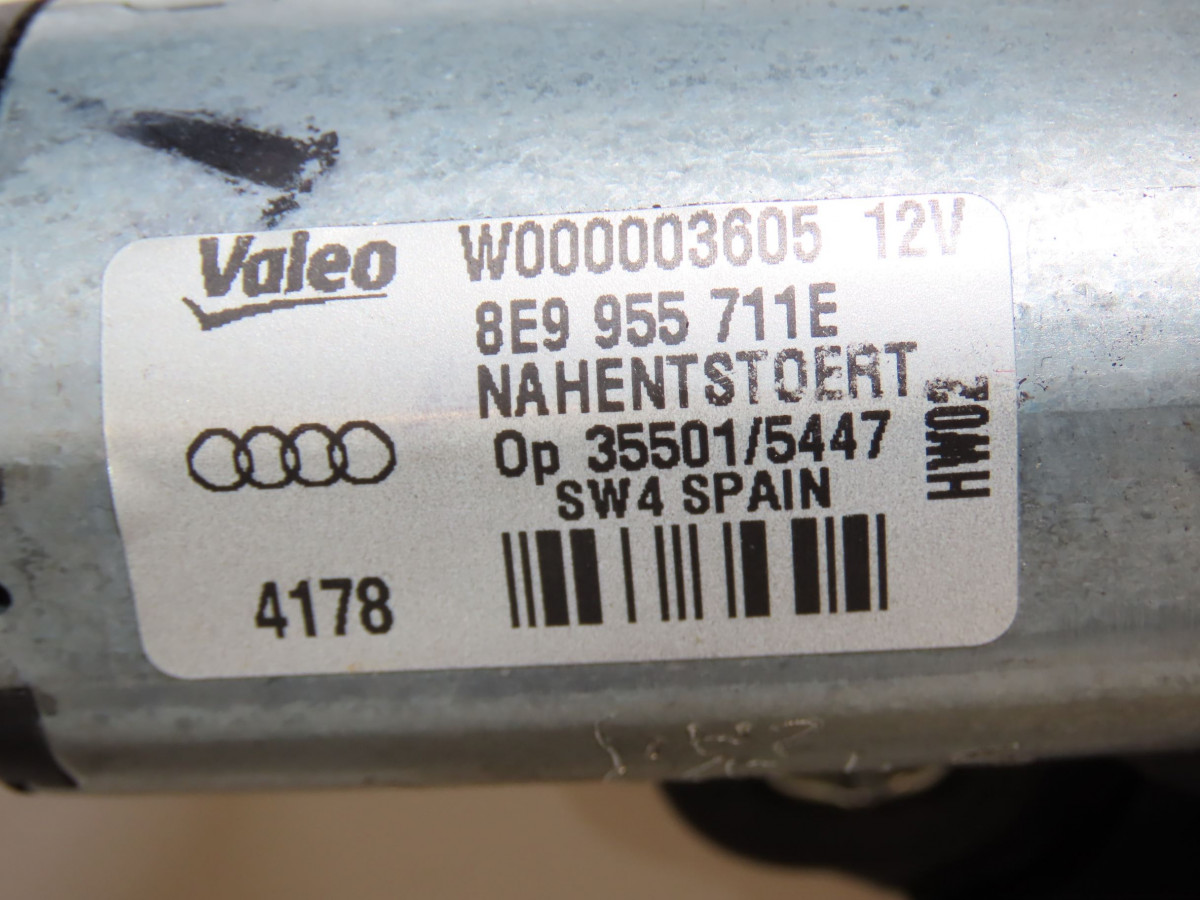 Valeo
W000003605 12V
8E9 955 711E
NAHENTSTOERT
Op 35501/5447
SW4 SPAIN
HW02
4178